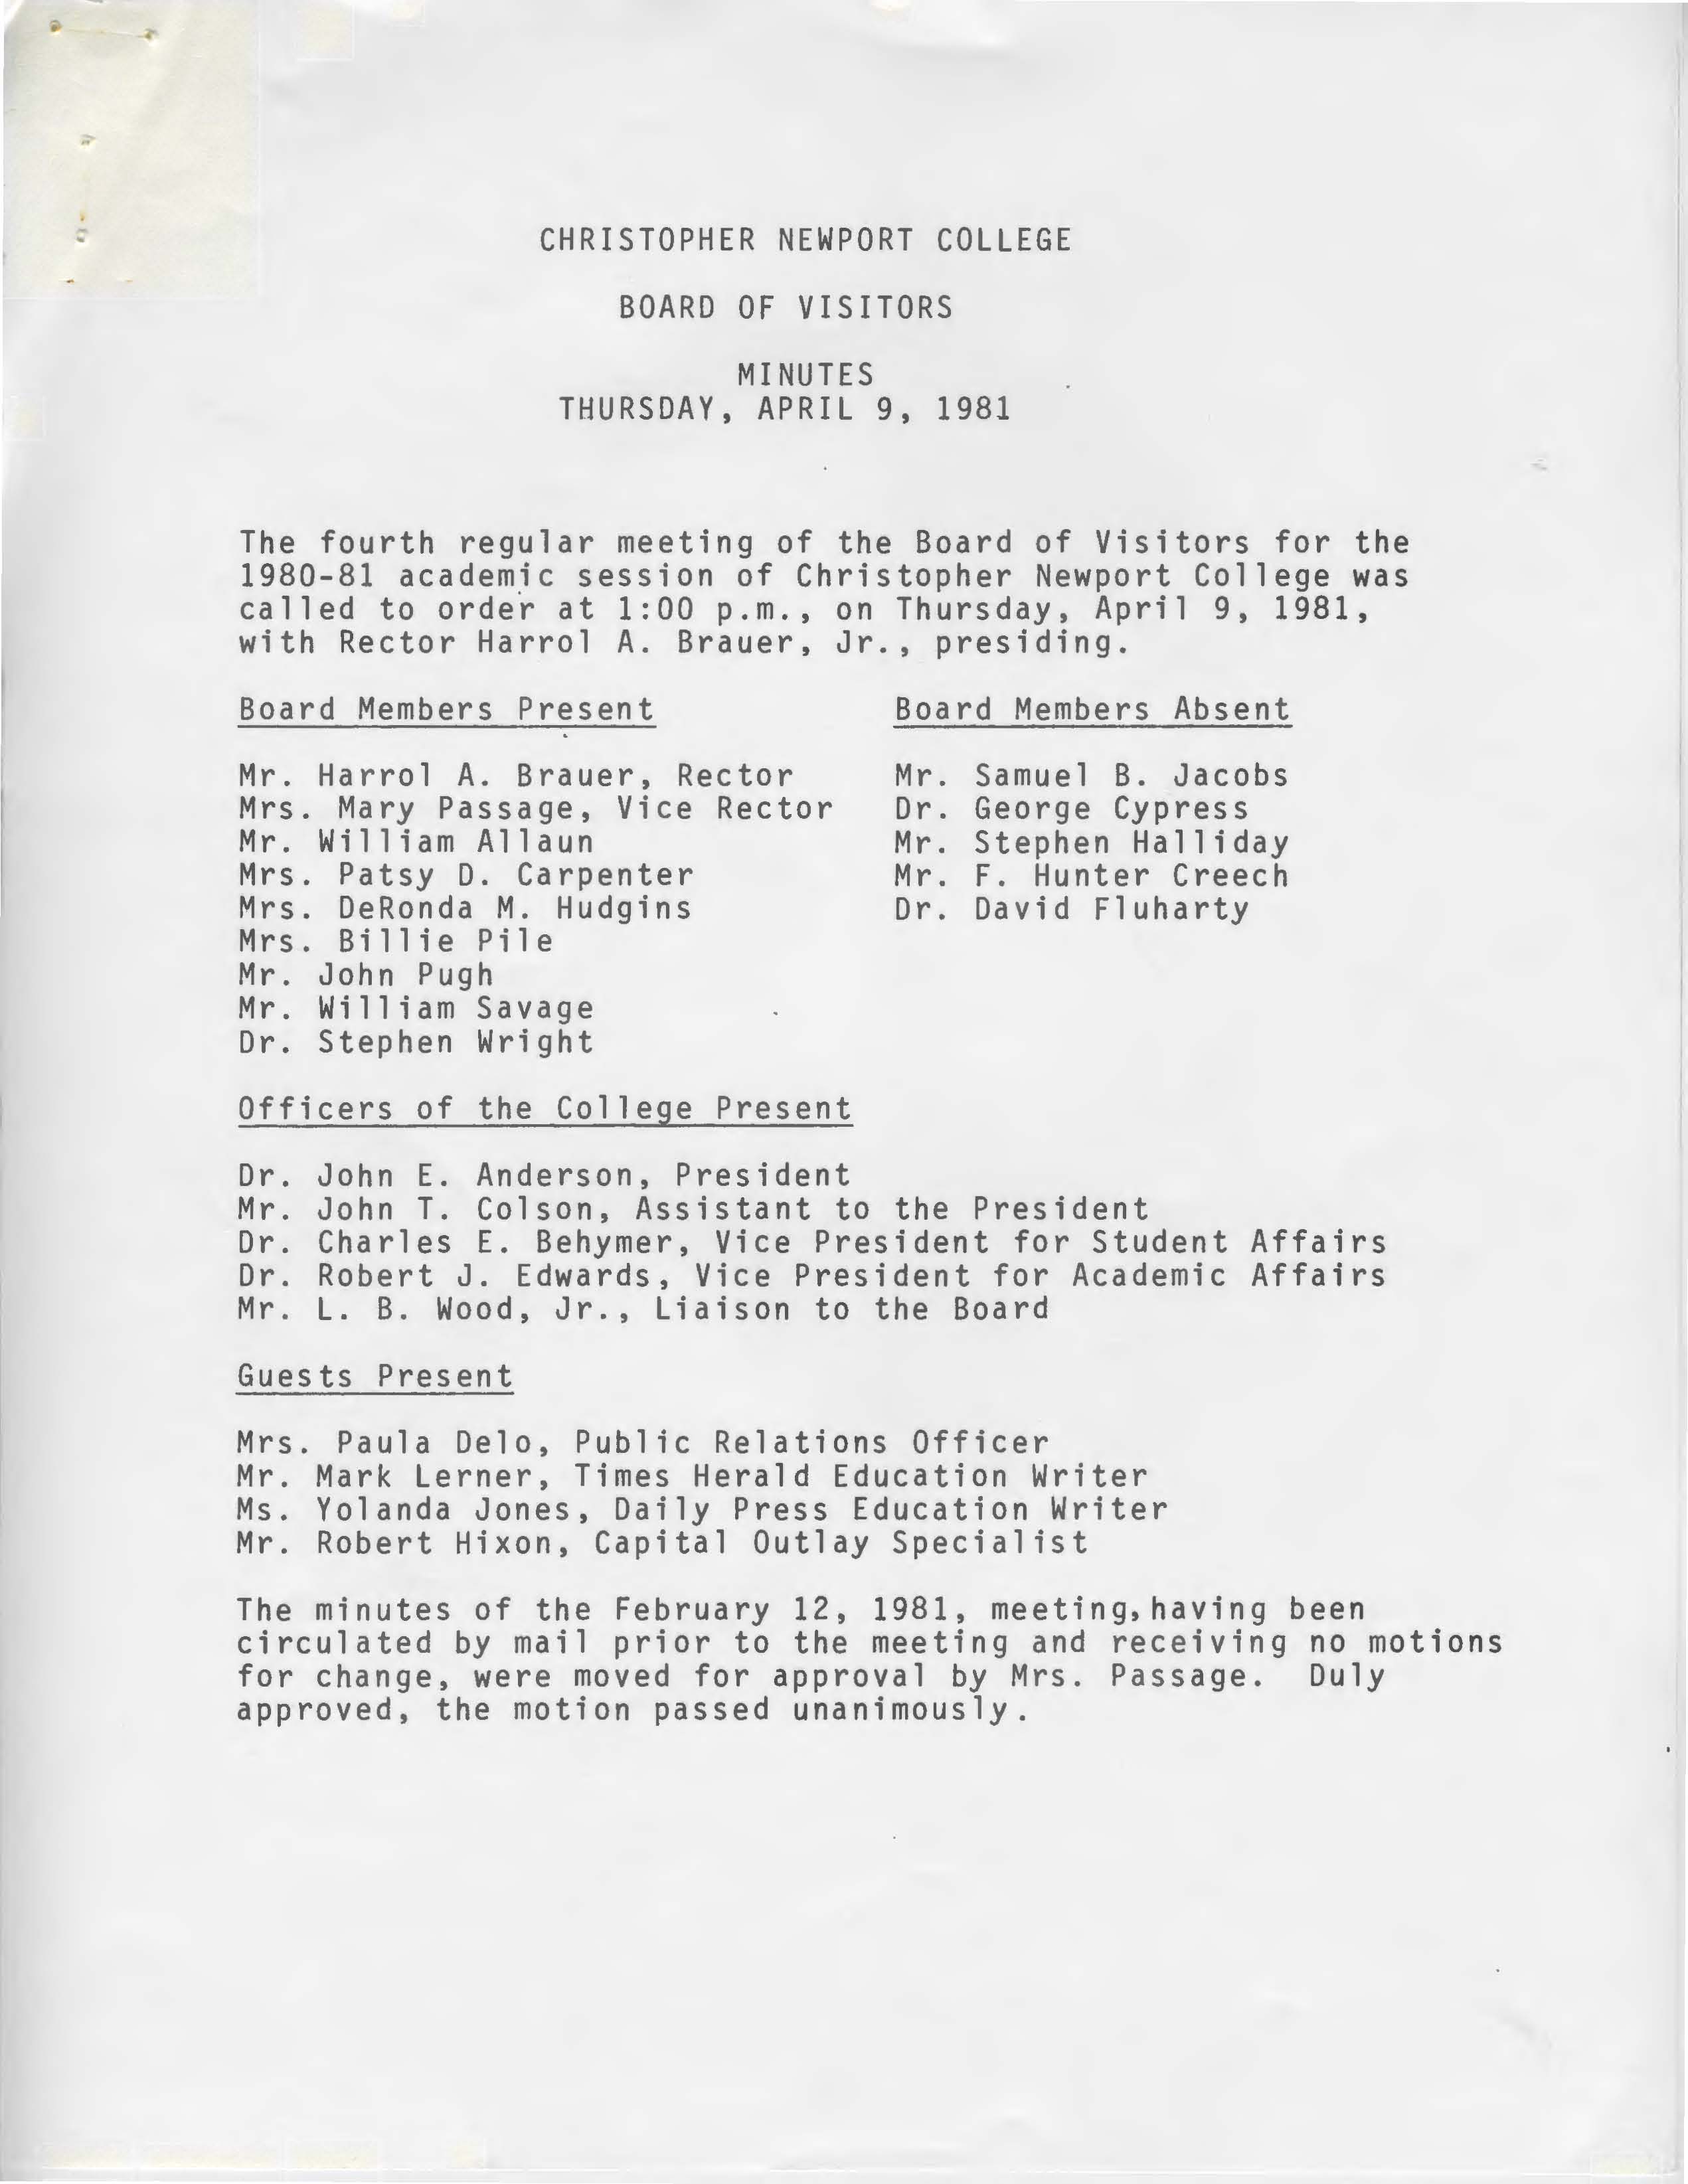 CHRISTOPHER NEWPORT COLLEGE
BOARD OF VISITORS
MINUTES
THURSDAY, APRIL 9, 1981
The fourth regular meeting of the Board of Visitors for the
1980-81 academic session of Christopher Newport College was
called to order at 1:00 p.m., on Thursday, April 9, 1981,
with Rector Harrol A. Brauer, Jr., presiding.
Board Members Present
Mr. Harrol A. Brauer, Rector
Mrs. Mary Passage, Vice Rector
Mr. William Allaun
Mrs. Patsy D. Carpenter
Mrs. DeRonda M. Hudgins
Mrs. Billie Pile
Mr. John Pugh
Mr. William Savage
Dr. Stephen Wright
Board Members Absent
Mr. Samuel B. Jacobs
Dr. George Cypress
Mr. Stephen Halliday
Mr. F. Hunter Creech
Dr. David Fluharty
Officers of the College Present
Dr. John E. Anderson, President
Mr. John T. Colson, Assistant to the President
Dr. Charles E. Behymer, Vice President for Student Affairs
Dr. Robert J. Edwards, Vice President for Academic Affairs
Mr. L. B. Wood, Jr., Liaison to the Board
Guests Present
Mrs. Paula Delo, Public Relations Officer
Mr. Mark Lerner, Times Herald Education Writer
Ms. Yolanda Jones, Daily Press Education Writer
Mr. Robert Hixon, Capital Outlay Specialist
The minutes of the February 12, 1981, meeting, having been
circulated by mail prior to the meeting and receiving no motions
for change, were moved for approval by Mrs. Passage. Duly
approved, the motion passed unanimously.